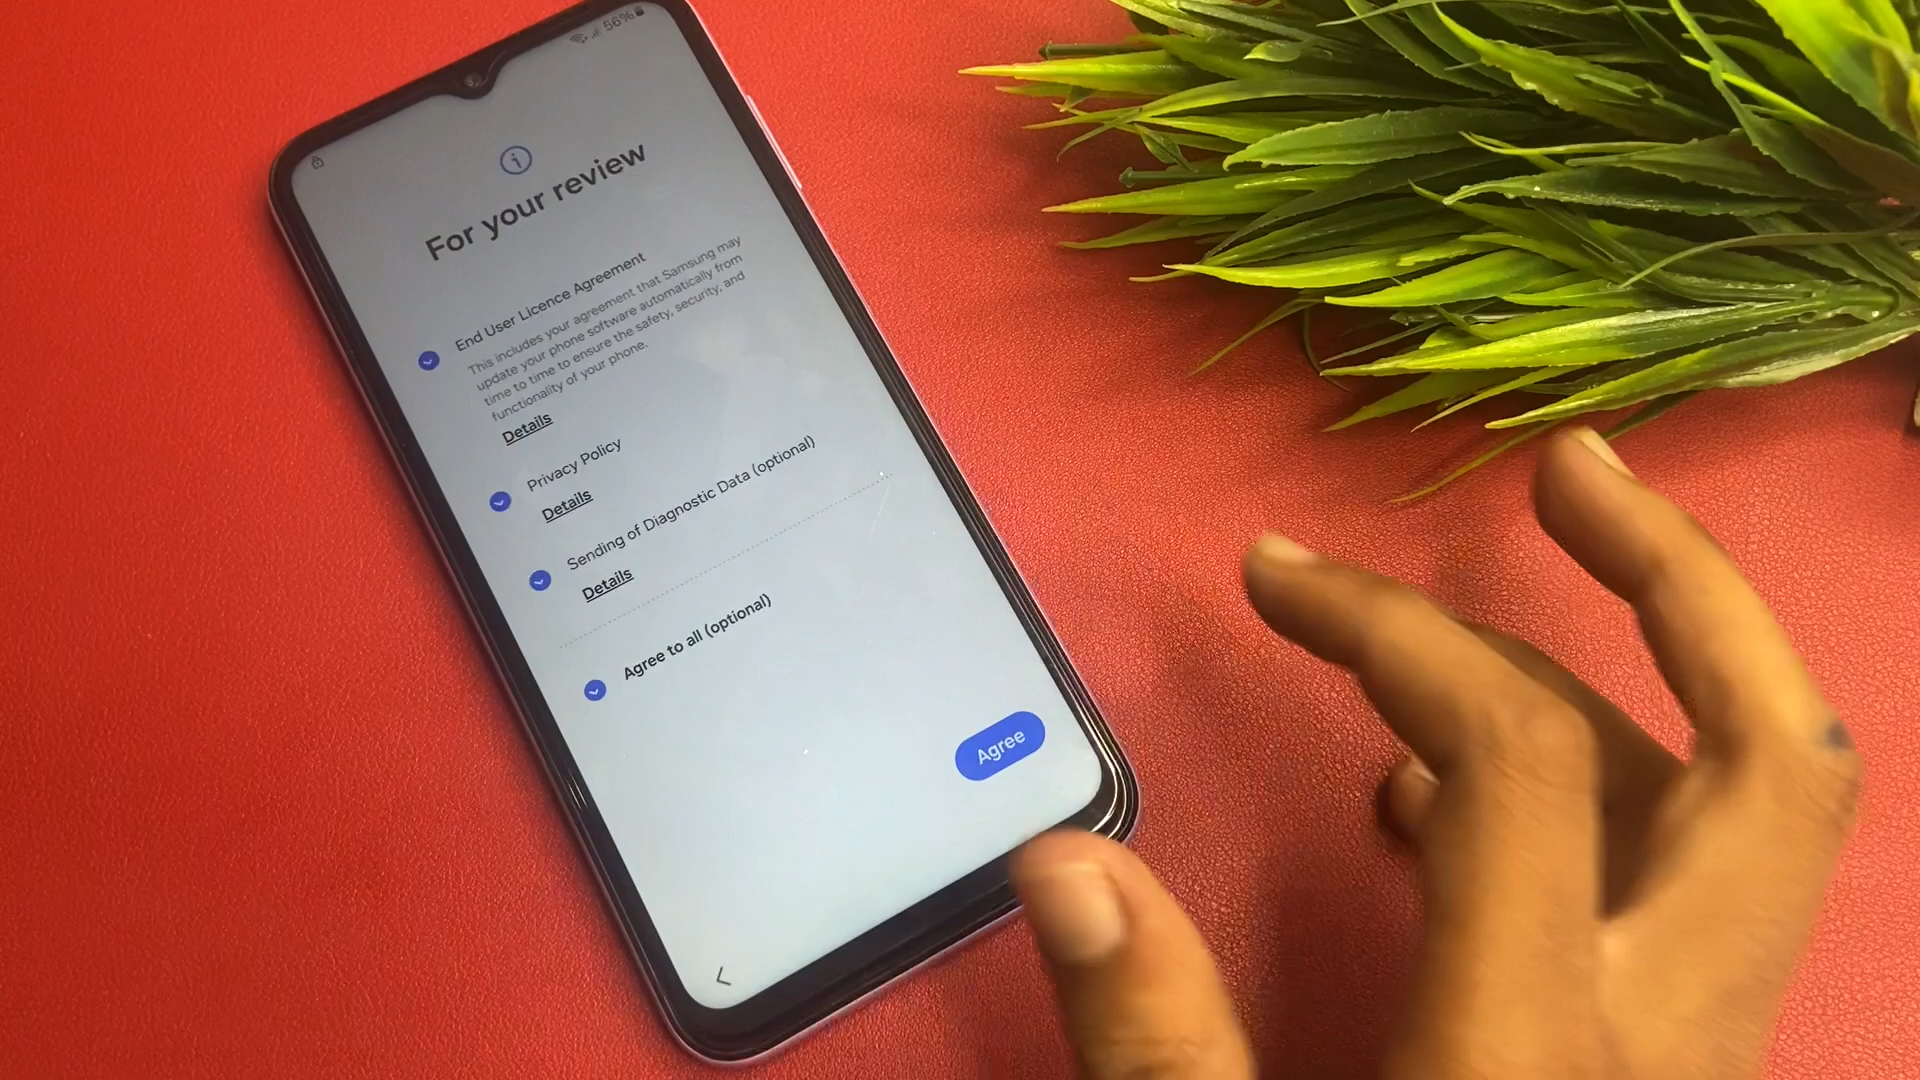 56%
For your review
End User Licence Agreement
This includes your agreement that Samsung may
update your phone software automatically from
time to time to ensure the safety, security, and
functionality of your phone.
Details
Privacy Policy
Details
Sending of Diagnostic Data (optional)
Details
Agree to all (optional)
Agree